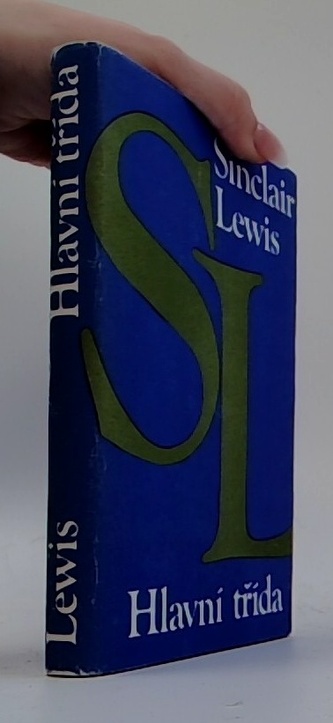 Lewis Hlavní třída
Sinclair
Lewis
SL
Hlavní třída